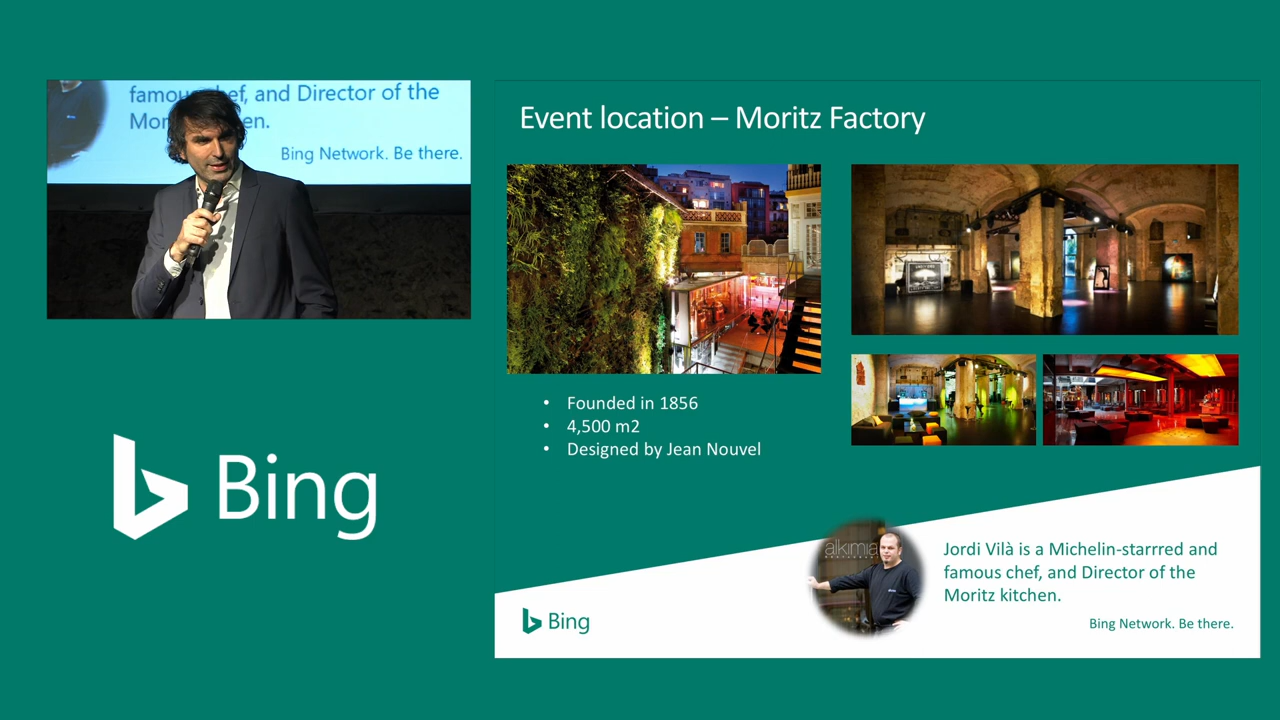 famous chef, and Director of the
Bing Network. Be there.
Bing
Event location – Moritz Factory
• Founded in 1856
• 4,500 m2
• Designed by Jean Nouvel
alkimia
Jordi Vilà is a Michelin-starrred and
famous chef, and Director of the
Moritz kitchen.
Bing Network. Be there.
Bing